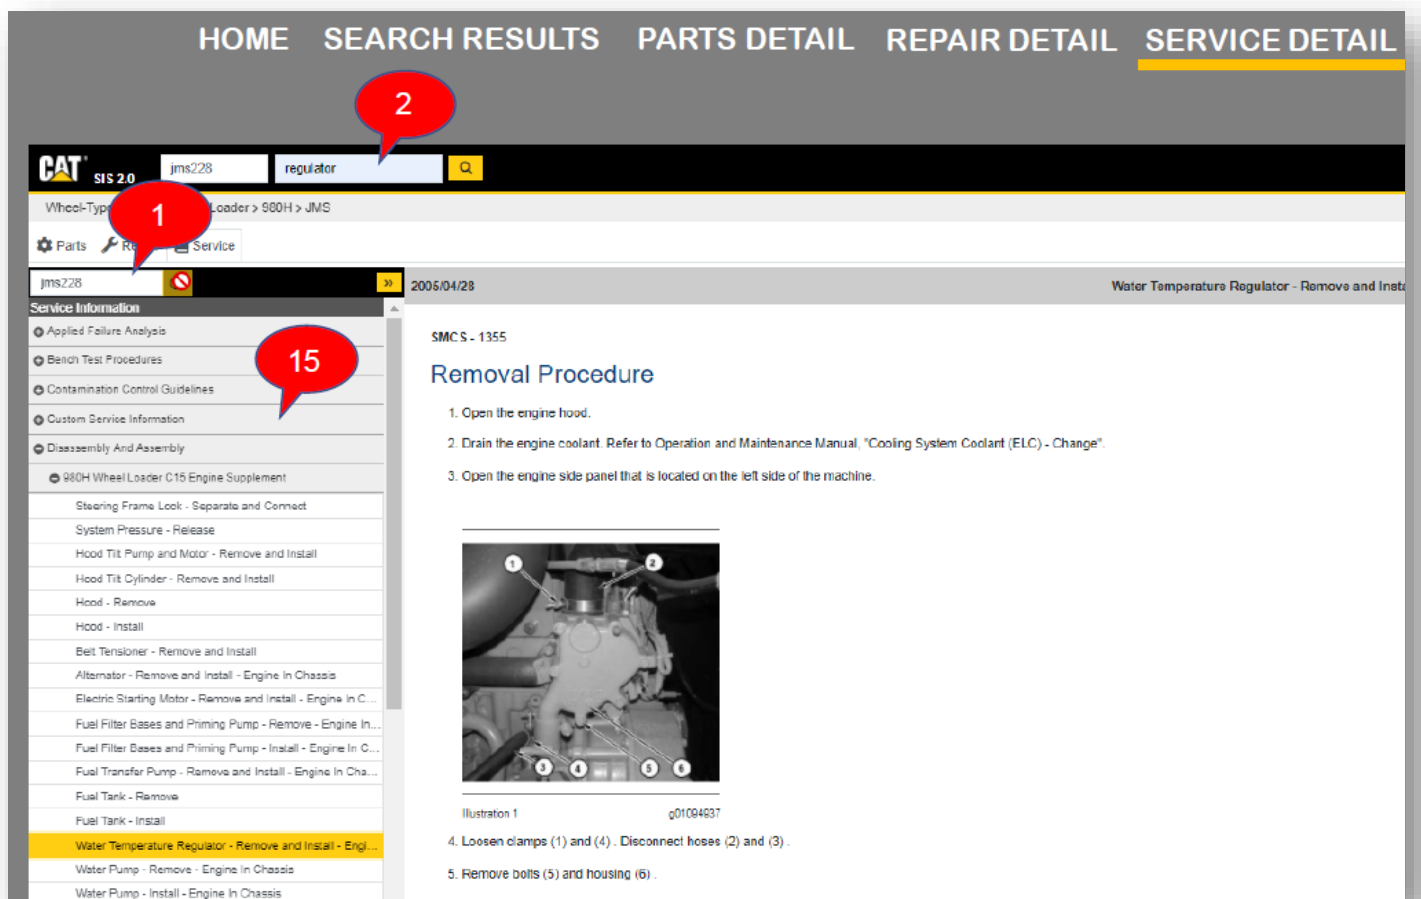 HOME SEARCH RESULTS PARTS DETAIL REPAIR DETAIL SERVICE DETAIL
2
CAT SIS 2.0 jms228 regulator
1
Wheel-Typ Loader > 980H > JMS
Parts Re Service
jms228 »
2005/04/28 Water Temperature Regulator - Remove and Insta
Service Information
Applied Failure Analysis
Bench Test Procedures
15
Contamination Control Guidelines
Custom Service Information
Disassembly And Assembly
980H Wheel Loader C15 Engine Supplement
Steering Frame Lock - Separate and Connect
System Pressure - Release
Hood Tilt Pump and Motor - Remove and Install
Hood Tilt Cylinder - Remove and Install
Hood - Remove
Hood - Install
Belt Tensioner - Remove and Install
Alternator - Remove and Install - Engine In Chassis
Electric Starting Motor - Remove and Install - Engine In C...
Fuel Filter Bases and Priming Pump - Remove - Engine In...
Fuel Filter Bases and Priming Pump - Install - Engine In C...
Fuel Transfer Pump - Remove and Install - Engine In Cha...
Fuel Tank - Remove
Fuel Tank - Install
Water Temperature Regulator - Remove and Install - Engi...
Water Pump - Remove - Engine In Chassis
Water Pump - Install - Engine In Chassis
SMCS - 1355
Removal Procedure
1. Open the engine hood.
2. Drain the engine coolant. Refer to Operation and Maintenance Manual, "Cooling System Coolant (ELC) - Change".
3. Open the engine side panel that is located on the left side of the machine.
1 2
3 4 5 6
Illustration 1 g01094937
4. Loosen clamps (1) and (4) . Disconnect hoses (2) and (3) .
5. Remove bolts (5) and housing (6) .